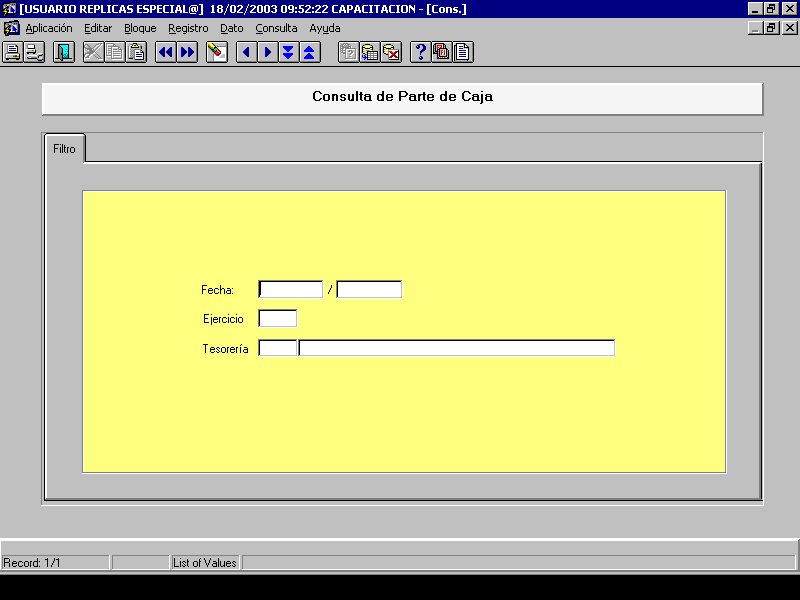 [USUARIO REPLICAS ESPECIAL@] 18/02/2003 09:52:22 CAPACITACION - [Cons.]
Aplicación Editar Bloque Registro Dato Consulta Ayuda
Consulta de Parte de Caja
Filtro
Fecha: /
Ejercicio
Tesorería
Record: 1/1 List of Values